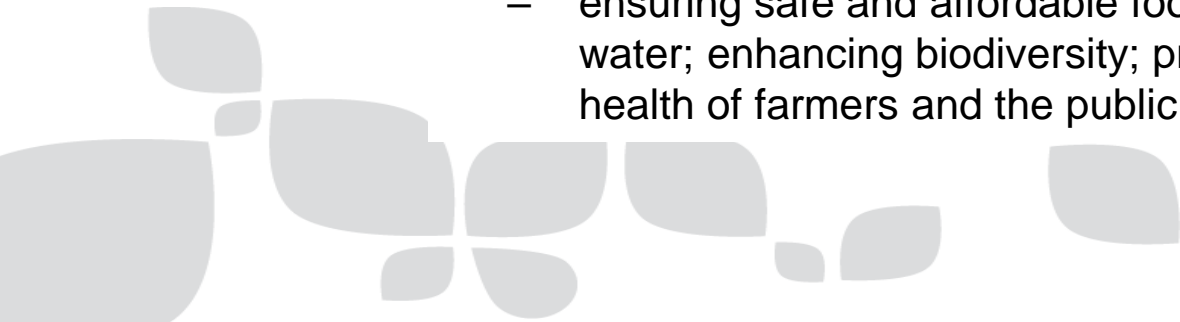 – ensuring safe and affordable
water; enhancing biodiversity;
health of farmers and the public